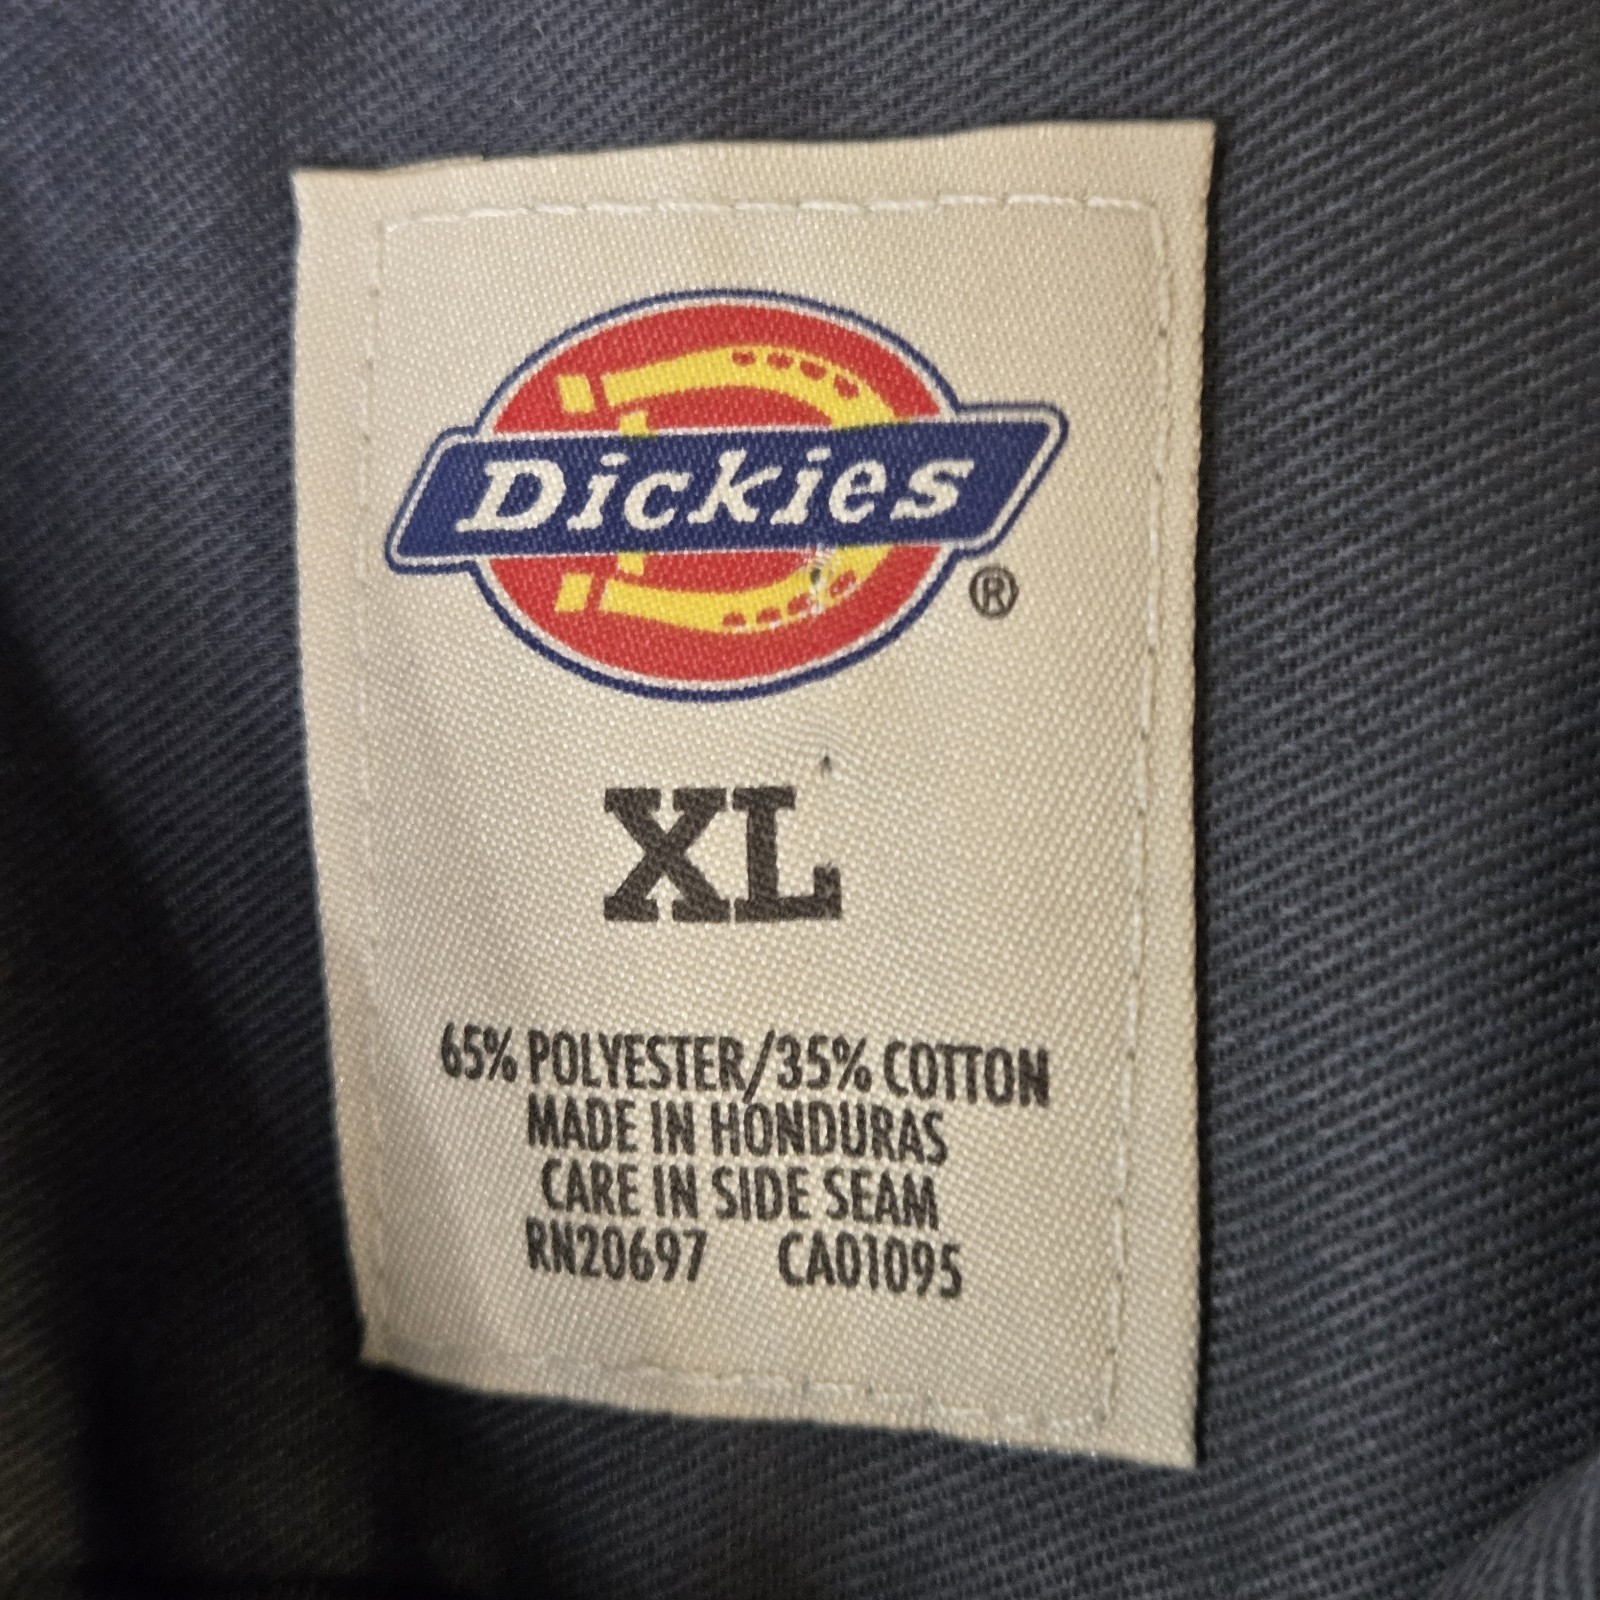 Dickies
®
XL
65% POLYESTER/35% COTTON
MADE IN HONDURAS
CARE IN SIDE SEAM
RN20697 CA01095